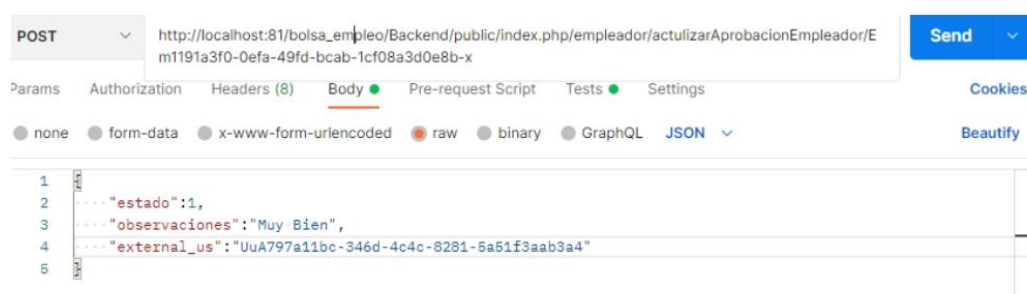 POST http://localhost:81/bolsa_empleo/Backend/public/index.php/empleador/actulizarAprobacionEmpleador/E Send
m1191a3f0-0efa-49fd-bcab-1cf08a3d0e8b-x
Params Authorization Headers (8) Body Pre-request Script Tests Settings Cookies
none form-data x-www-form-urlencoded raw binary GraphQL JSON Beautify
1 {
2 "estado":1,
3 "observaciones":"Muy Bien",
4 "external_us":"UuA797a11bc-346d-4c4c-8281-5a51f3aab3a4"
5 }